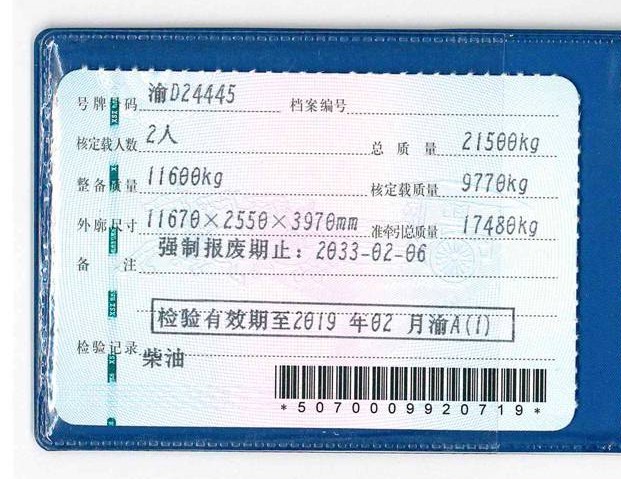 号牌号码 渝D24445 档案编号
核定载人数 2人 总质量 21500kg
整备质量 11600kg 核定载质量 9770kg
外廓尺寸 11670×2550×3970mm 准牵引总质量 17480kg
备注 强制报废期止：2033-02-06
检验有效期至2019 年02 月渝A(1)
检验记录 柴油
*5070009920719*